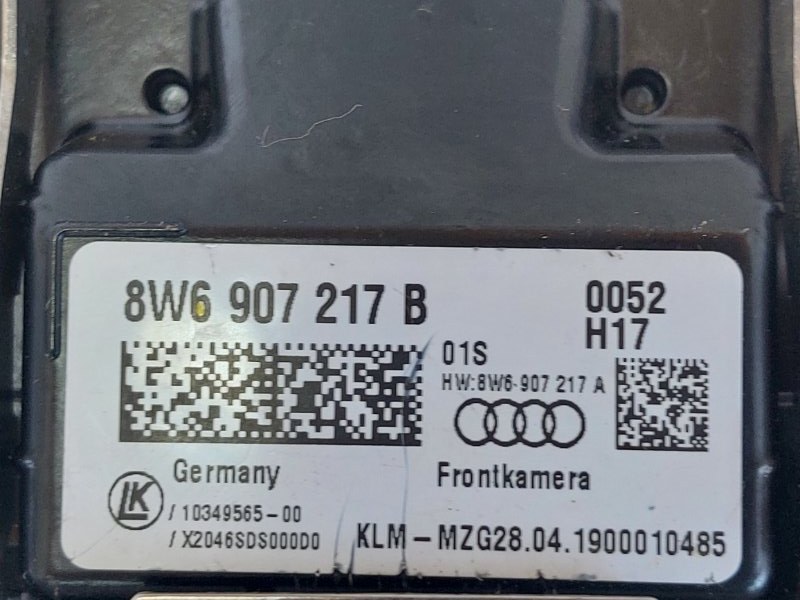 8W6 907 217 B
0052
H17
01S
HW:8W6-907 217 A
Germany
Frontkamera
LK
/ 10349565-00
/ X2046SDS000D0
KLM-MZG28.04.1900010485